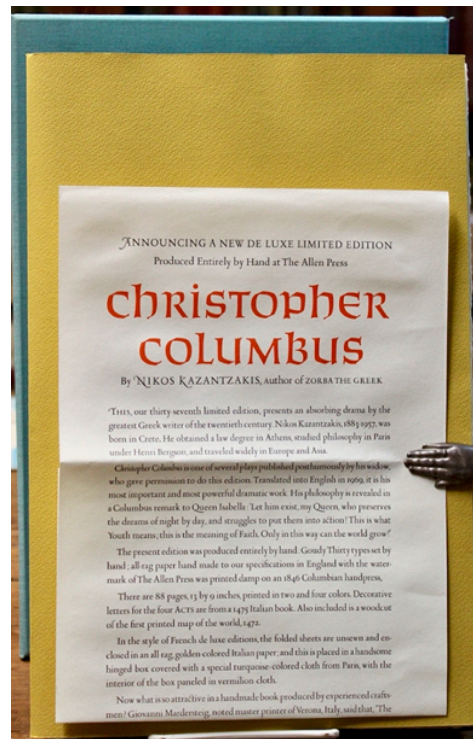 ANNOUNCING A NEW DE LUXE LIMITED EDITION
Produced Entirely by Hand at The Allen Press
CHRISTOPHER
COLUMBUS
By NIKOS KAZANTZAKIS, Author of ZORBA THE GREEK
THIS, our thirty-seventh limited edition, presents an absorbing drama by the
greatest Greek writer of the twentieth century. Nikos Kazantzakis, 1883-1957, was
born in Crete. He obtained a law degree in Athens, studied philosophy in Paris
under Henri Bergson, and traveled widely in Europe and Asia.
Christopher Columbus is one of several plays published posthumously by his widow,
who gave permission to do this edition. Translated into English in 1969, it is his
most important and most powerful dramatic work. His philosophy is revealed in
a Columbus remark to Queen Isabella: 'Let him exist, my Queen, who preserves
the dreams of night by day, and struggles to put them into action! This is what
Youth means, this is the meaning of Faith. Only in this way can the world grow!'
The present edition was produced entirely by hand: Goudy Thirty types set by
hand; all-rag paper hand made to our specifications in England with the water-
mark of The Allen Press was printed damp on an 1846 Columbian handpress.
There are 88 pages, 13 by 9 inches, printed in two and four colors. Decorative
letters for the four ACTS are from a 1475 Italian book. Also included is a woodcut
of the first printed map of the world, 1472.
In the style of French de luxe editions, the folded sheets are unsewn and en-
closed in an all rag, golden-colored Italian paper; and this is placed in a handsome
hinged box covered with a special turquoise-colored cloth from Paris, with the
interior of the box paneled in vermilion cloth.
Now what is so attractive in a handmade book produced by experienced crafts-
men? Giovanni Mardersteig, noted master printer of Verona, Italy, said that, 'The